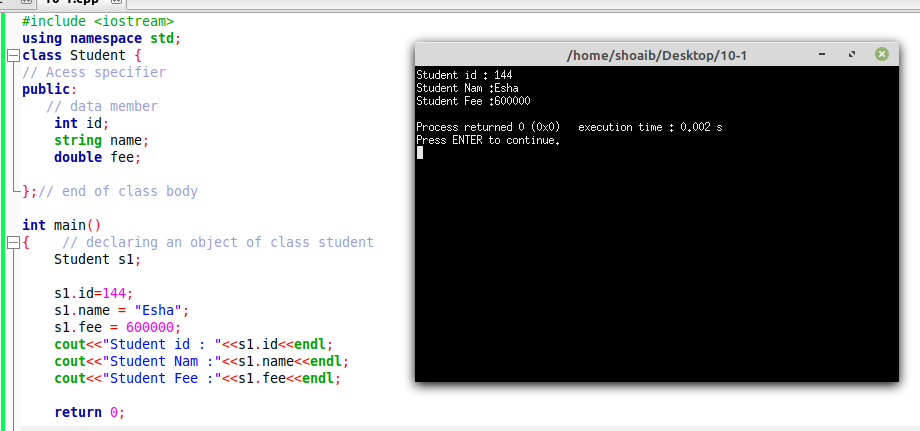 10-1.cpp
#include <iostream>
using namespace std;
class Student {
// Acess specifier
public:
// data member
int id;
string name;
double fee;
};// end of class body
int main()
{ // declaring an object of class student
Student s1;
s1.id=144;
s1.name = "Esha";
s1.fee = 600000;
cout<<"Student id : "<<s1.id<<endl;
cout<<"Student Nam :"<<s1.name<<endl;
cout<<"Student Fee :"<<s1.fee<<endl;
return 0;
/home/shoaib/Desktop/10-1
Student id : 144
Student Nam :Esha
Student Fee :600000
Process returned 0 (0x0) execution time : 0.002 s
Press ENTER to continue.